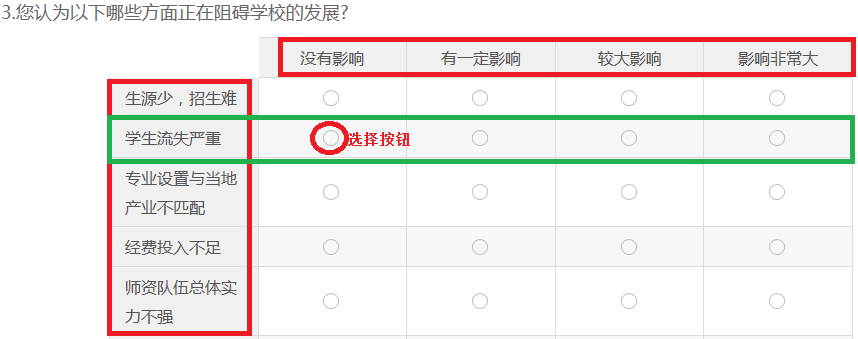 3.您认为以下哪些方面正在阻碍学校的发展?
没有影响 有一定影响 较大影响 影响非常大
生源少，招生难
学生流失严重 选择按钮
专业设置与当地
产业不匹配
经费投入不足
师资队伍总体实
力不强